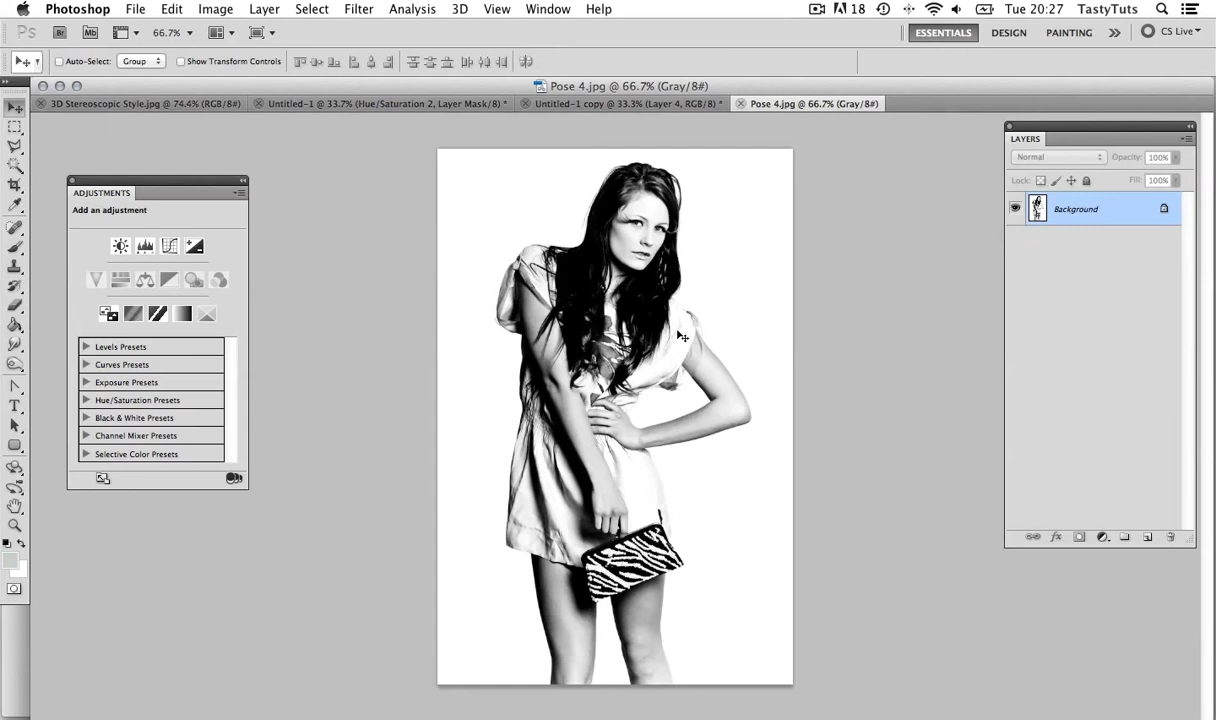 Photoshop File Edit Image Layer Select Filter Analysis 3D View Window Help 18 Tue 20:27 TastyTuts
Ps Br Mb 66.7% ESSENTIALS DESIGN PAINTING CS Live
Auto-Select: Group Show Transform Controls
Pose 4.jpg @ 66.7% (Gray/8#)
3D Stereoscopic Style.jpg @ 74.4% (RGB/8#) Untitled-1 @ 33.7% (Hue/Saturation 2, Layer Mask/8) * Untitled-1 copy @ 33.3% (Layer 4, RGB/8) * Pose 4.jpg @ 66.7% (Gray/8#)
LAYERS
Normal Opacity: 100%
Lock: Fill: 100%
Background
ADJUSTMENTS
Add an adjustment
Levels Presets
Curves Presets
Exposure Presets
Hue/Saturation Presets
Black & White Presets
Channel Mixer Presets
Selective Color Presets